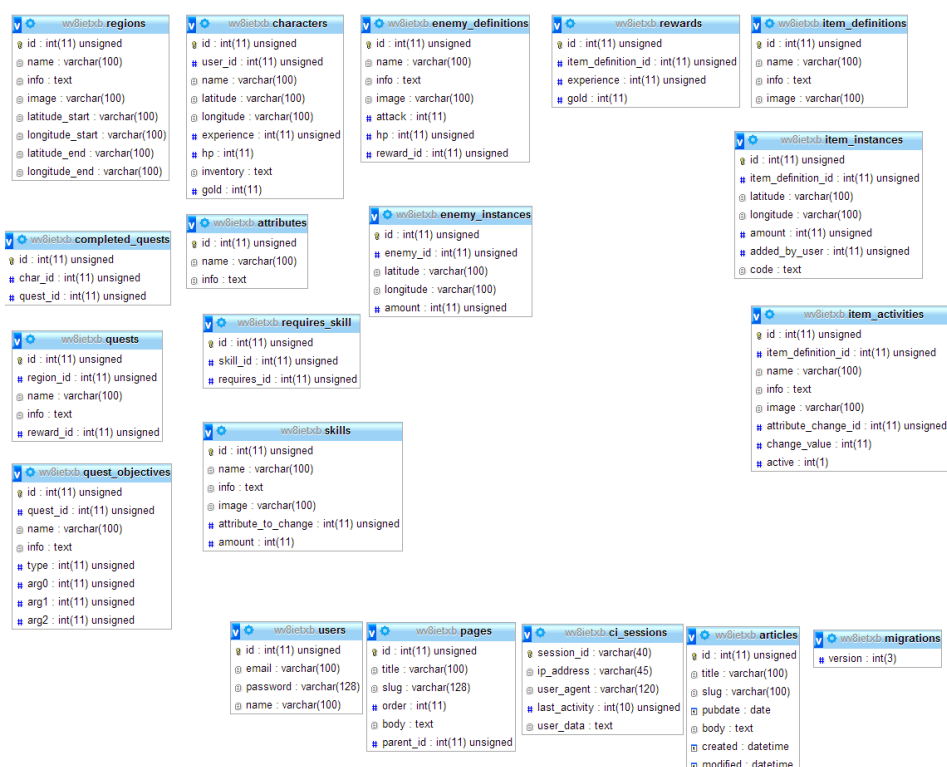 wv8ietxb.regions
id : int(11) unsigned
name : varchar(100)
info : text
image : varchar(100)
latitude_start : varchar(100)
longitude_start : varchar(100)
latitude_end : varchar(100)
longitude_end : varchar(100)
wv8ietxb.characters
id : int(11) unsigned
user_id : int(11) unsigned
name : varchar(100)
latitude : varchar(100)
longitude : varchar(100)
experience : int(11) unsigned
hp : int(11)
inventory : text
gold : int(11)
wv8ietxb.enemy_definitions
id : int(11) unsigned
name : varchar(100)
info : text
image : varchar(100)
attack : int(11)
hp : int(11) unsigned
reward_id : int(11) unsigned
wv8ietxb.rewards
id : int(11) unsigned
item_definition_id : int(11) unsigned
experience : int(11) unsigned
gold : int(11)
wv8ietxb.item_definitions
id : int(11) unsigned
name : varchar(100)
info : text
image : varchar(100)
wv8ietxb.item_instances
id : int(11) unsigned
item_definition_id : int(11) unsigned
latitude : varchar(100)
longitude : varchar(100)
amount : int(11) unsigned
added_by_user : int(11) unsigned
code : text
wv8ietxb.completed_quests
id : int(11) unsigned
char_id : int(11) unsigned
quest_id : int(11) unsigned
wv8ietxb.attributes
id : int(11) unsigned
name : varchar(100)
info : text
wv8ietxb.enemy_instances
id : int(11) unsigned
enemy_id : int(11) unsigned
latitude : varchar(100)
longitude : varchar(100)
amount : int(11) unsigned
wv8ietxb.quests
id : int(11) unsigned
region_id : int(11) unsigned
name : varchar(100)
info : text
reward_id : int(11) unsigned
wv8ietxb.requires_skill
id : int(11) unsigned
skill_id : int(11) unsigned
requires_id : int(11) unsigned
wv8ietxb.item_activities
id : int(11) unsigned
item_definition_id : int(11) unsigned
name : varchar(100)
info : text
image : varchar(100)
attribute_change_id : int(11) unsigned
change_value : int(11)
active : int(1)
wv8ietxb.quest_objectives
id : int(11) unsigned
quest_id : int(11) unsigned
name : varchar(100)
info : text
type : int(11) unsigned
arg0 : int(11) unsigned
arg1 : int(11) unsigned
arg2 : int(11) unsigned
wv8ietxb.skills
id : int(11) unsigned
name : varchar(100)
info : text
image : varchar(100)
attribute_to_change : int(11) unsigned
amount : int(11)
wv8ietxb.users
id : int(11) unsigned
email : varchar(100)
password : varchar(128)
name : varchar(100)
wv8ietxb.pages
id : int(11) unsigned
title : varchar(100)
slug : varchar(128)
order : int(11)
body : text
parent_id : int(11) unsigned
wv8ietxb.ci_sessions
session_id : varchar(40)
ip_address : varchar(45)
user_agent : varchar(120)
last_activity : int(10) unsigned
user_data : text
wv8ietxb.articles
id : int(11) unsigned
title : varchar(100)
slug : varchar(100)
pubdate : date
body : text
created : datetime
modified : datetime
wv8ietxb.migrations
version : int(3)